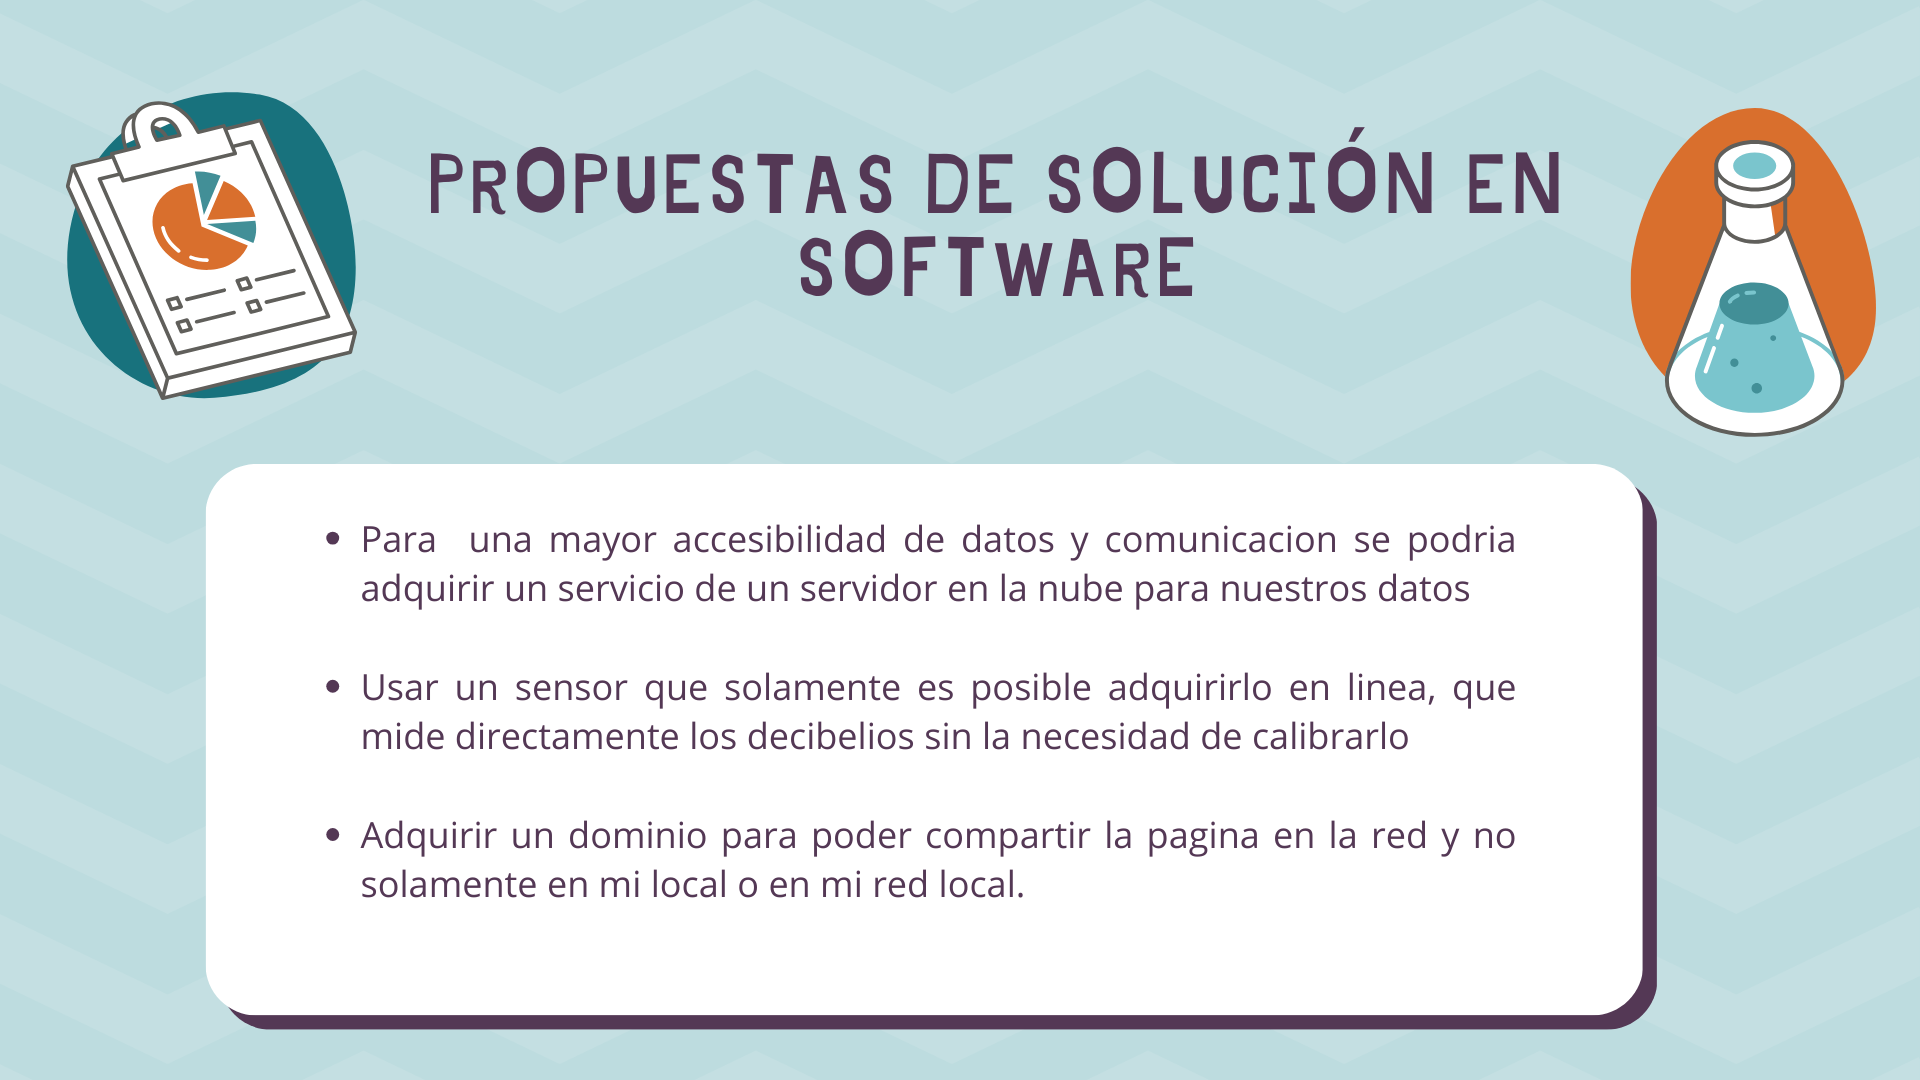 PROPUESTAS DE SOLUCIÓN EN
SOFTWARE
• Para una mayor accesibilidad de datos y comunicacion se podria
adquirir un servicio de un servidor en la nube para nuestros datos
• Usar un sensor que solamente es posible adquirirlo en linea, que
mide directamente los decibelios sin la necesidad de calibrarlo
• Adquirir un dominio para poder compartir la pagina en la red y no
solamente en mi local o en mi red local.